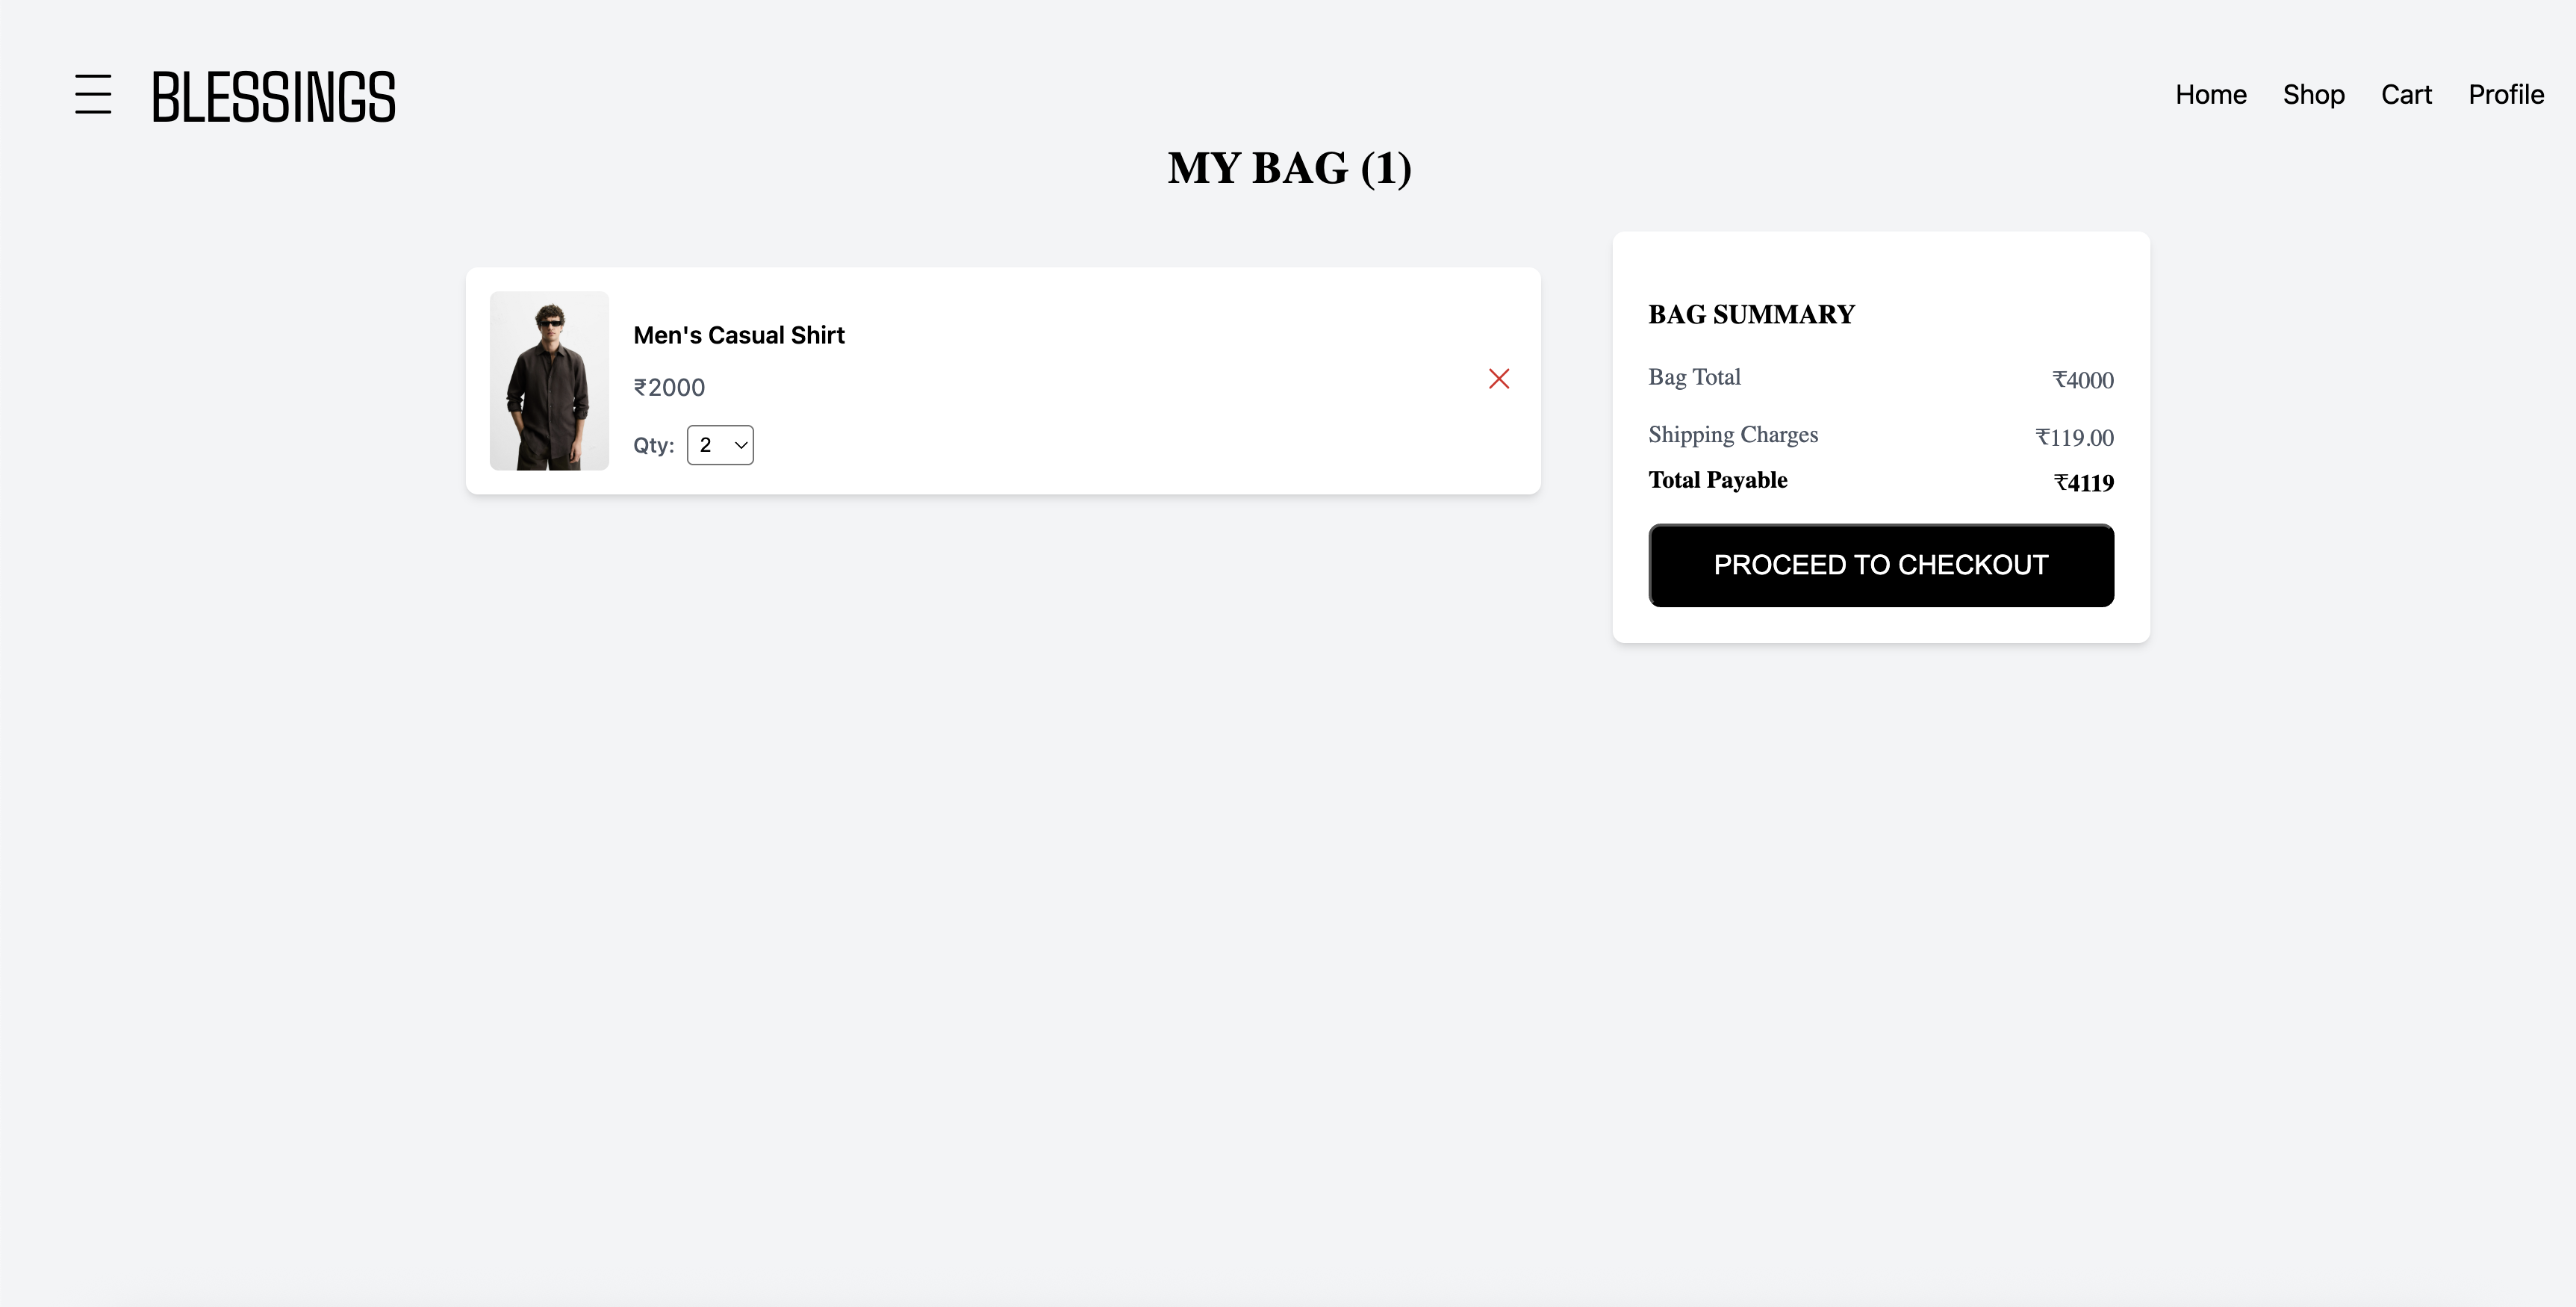 BLESSINGS
Home Shop Cart Profile
MY BAG (1)
Men's Casual Shirt
₹2000
Qty: 2
BAG SUMMARY
Bag Total ₹4000
Shipping Charges ₹119.00
Total Payable ₹4119
PROCEED TO CHECKOUT